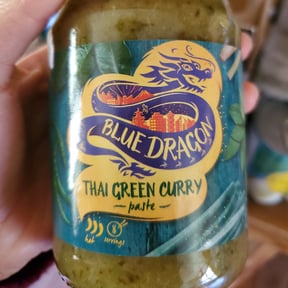 BLUE DRAGON
THAI GREEN CURRY
paste
hot servings